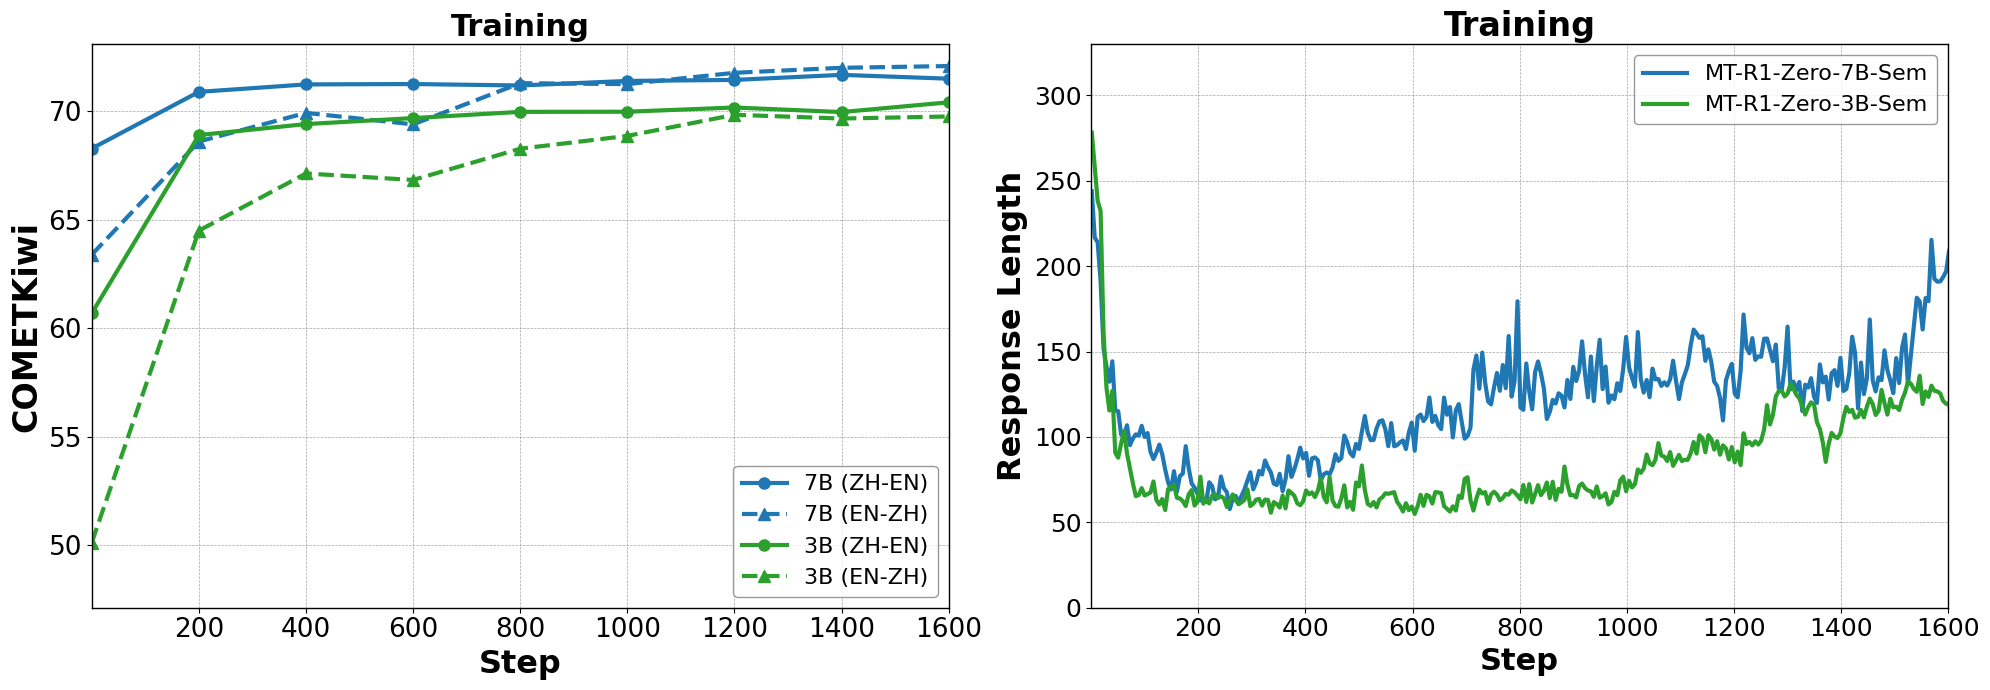 Training
COMETKiwi
70
65
60
55
50
7B (ZH-EN)
7B (EN-ZH)
3B (ZH-EN)
3B (EN-ZH)
200 400 600 800 1000 1200 1400 1600
Step
Training
Response Length
300
250
200
150
100
50
0
MT-R1-Zero-7B-Sem
MT-R1-Zero-3B-Sem
200 400 600 800 1000 1200 1400 1600
Step